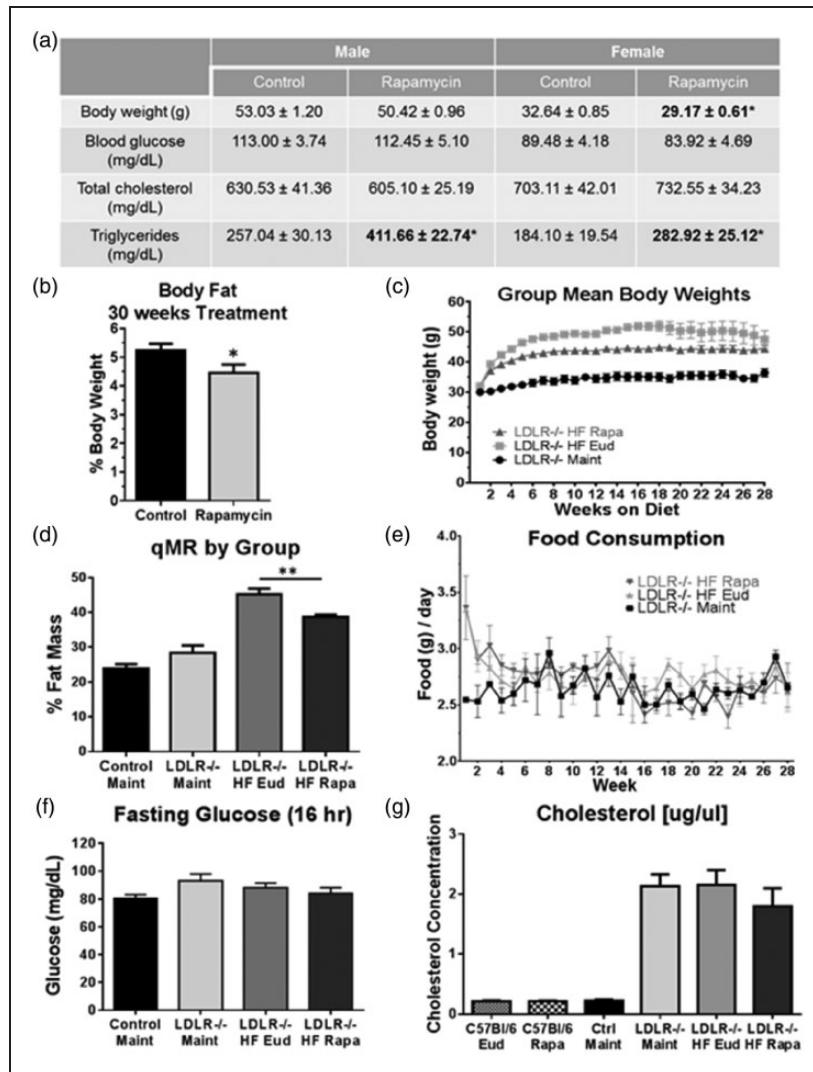 (a)
Male Female
Control Rapamycin Control Rapamycin
Body weight (g) 53.03 ± 1.20 50.42 ± 0.96 32.64 ± 0.85 29.17 ± 0.61*
Blood glucose (mg/dL) 113.00 ± 3.74 112.45 ± 5.10 89.48 ± 4.18 83.92 ± 4.69
Total cholesterol (mg/dL) 630.53 ± 41.36 605.10 ± 25.19 703.11 ± 42.01 732.55 ± 34.23
Triglycerides (mg/dL) 257.04 ± 30.13 411.66 ± 22.74* 184.10 ± 19.54 282.92 ± 25.12*
(b)
Body Fat
30 weeks Treatment
% Body Weight
6
5
4
3
2
1
0
*
Control Rapamycin
(c)
Group Mean Body Weights
Body weight (g)
60
50
40
30
20
10
0
LDLR-/- HF Rapa
LDLR-/- HF Eud
LDLR-/- Maint
2 4 6 8 10 12 14 16 18 20 22 24 26 28
Weeks on Diet
(d)
qMR by Group
% Fat Mass
50
40
30
20
10
0
**
Control Maint
LDLR-/- Maint
LDLR-/- HF Eud
LDLR-/- HF Rapa
(e)
Food Consumption
Food (g) / day
4.0
3.5
3.0
2.5
2.0
LDLR-/- HF Rapa
LDLR-/- HF Eud
LDLR-/- Maint
2 4 6 8 10 12 14 16 18 20 22 24 26 28
Week
(f)
Fasting Glucose (16 hr)
Glucose (mg/dL)
120
100
80
60
40
20
0
Control Maint
LDLR-/- Maint
LDLR-/- HF Eud
LDLR-/- HF Rapa
(g)
Cholesterol [ug/ul]
Cholesterol Concentration
3
2
1
0
C57Bl/6 Eud
C57Bl/6 Rapa
Ctrl Maint
LDLR-/- Maint
LDLR-/- HF Eud
LDLR-/- HF Rapa